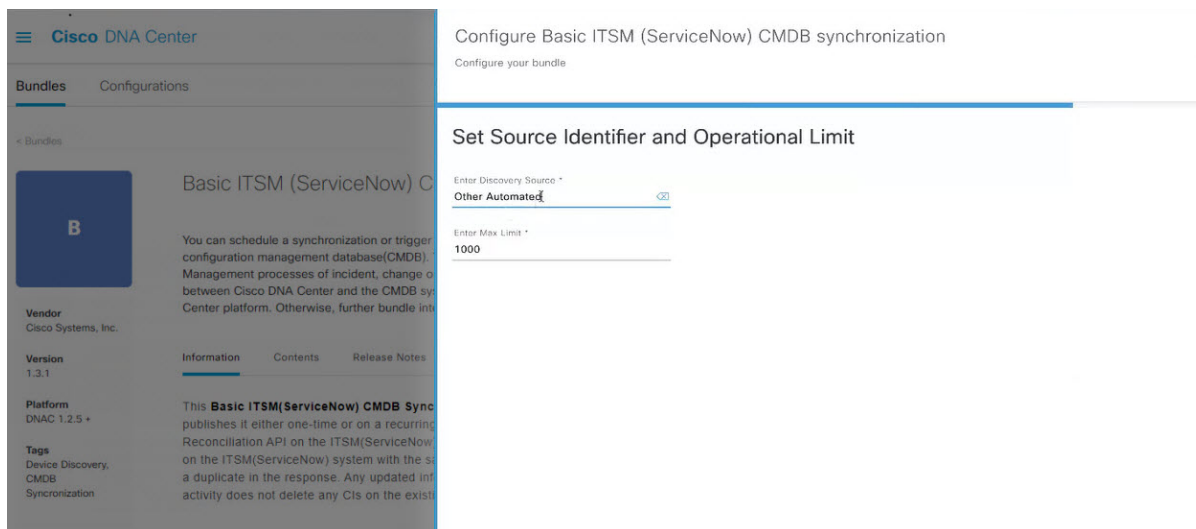 Cisco DNA Center
Bundles Configurations
< Bundles
B
Vendor
Cisco Systems, Inc.
Version
1.3.1
Platform
DNAC 1.2.5 +
Tags
Device Discovery,
CMDB
Syncronization
Basic ITSM (ServiceNow) C
You can schedule a synchronization or trigger
configuration management database(CMDB).
Management processes of incident, change o
between Cisco DNA Center and the CMDB sy
Center platform. Otherwise, further bundle int
Information Contents Release Notes
This Basic ITSM(ServiceNow) CMDB Sync
publishes it either one-time or on a recurring
Reconciliation API on the ITSM(ServiceNow
on the ITSM(ServiceNow) system with the sa
a duplicate in the response. Any updated inf
activity does not delete any CIs on the existi
Configure Basic ITSM (ServiceNow) CMDB synchronization
Configure your bundle
Set Source Identifier and Operational Limit
Enter Discovery Source *
Other Automated
Enter Max Limit *
1000